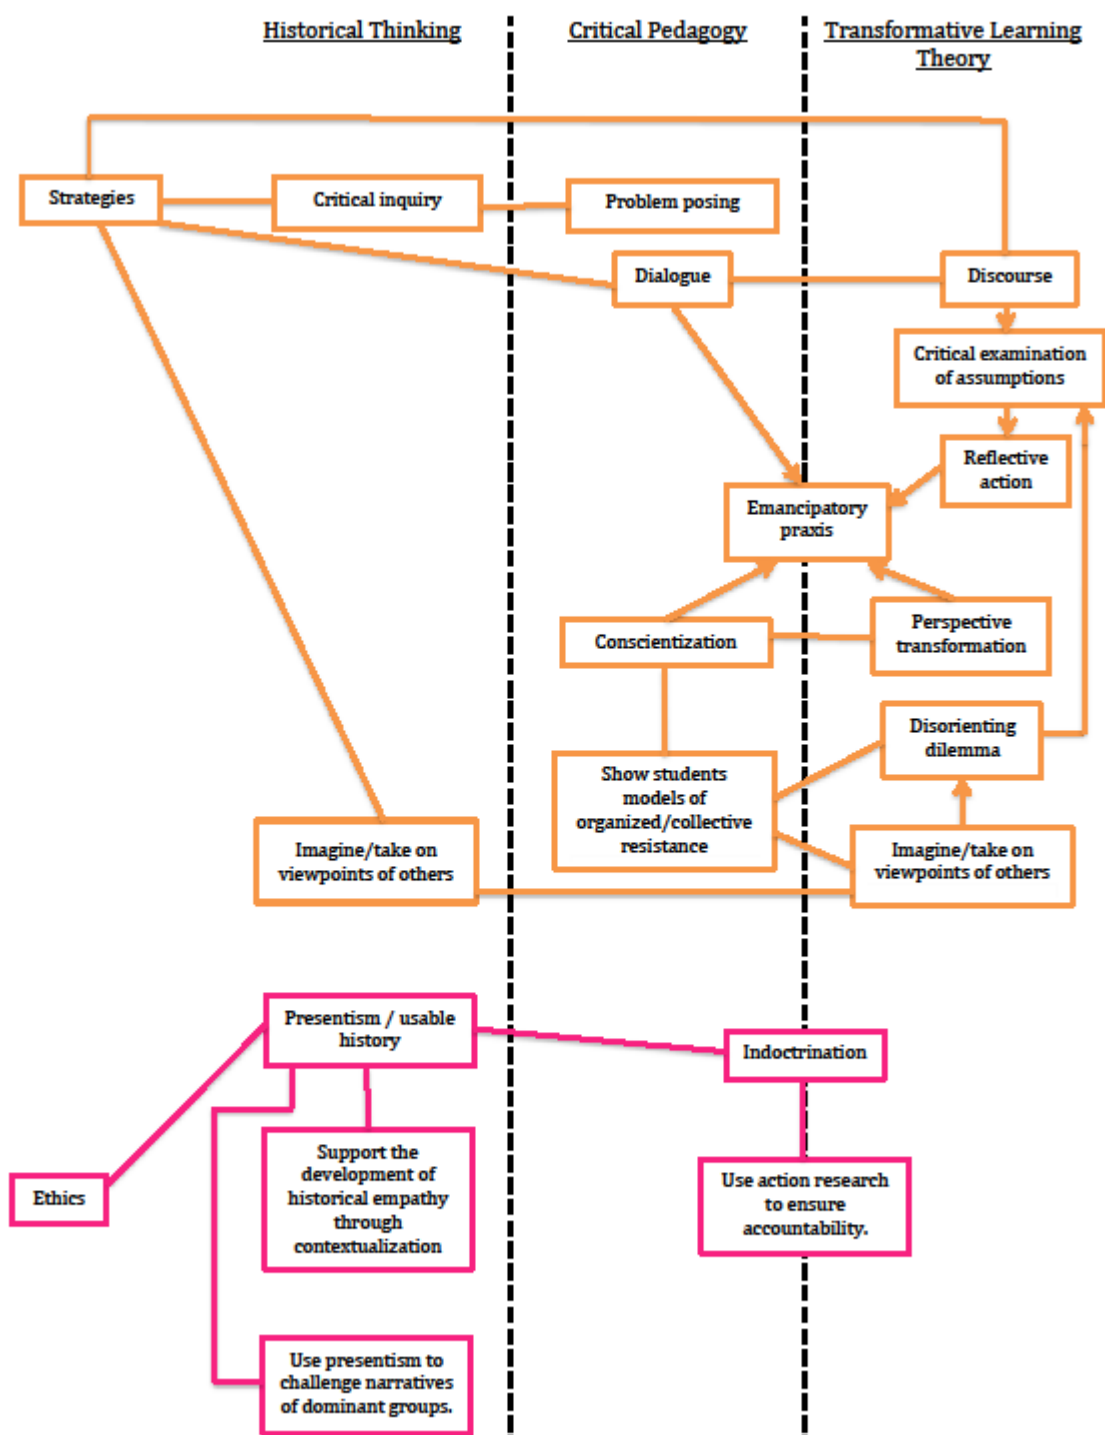 Historical Thinking
Critical Pedagogy
Transformative Learning
Theory
Strategies
Critical inquiry
Problem posing
Dialogue
Discourse
Critical examination
of assumptions
Reflective
action
Emancipatory
praxis
Conscientization
Perspective
transformation
Disorienting
dilemma
Show students
models of
organized/collective
resistance
Imagine/take on
viewpoints of others
Imagine/take on
viewpoints of others
Presentism / usable
history
Indoctrination
Support the
development of
historical empathy
through
contextualization
Ethics
Use action research
to ensure
accountability.
Use presentism to
challenge narratives
of dominant groups.